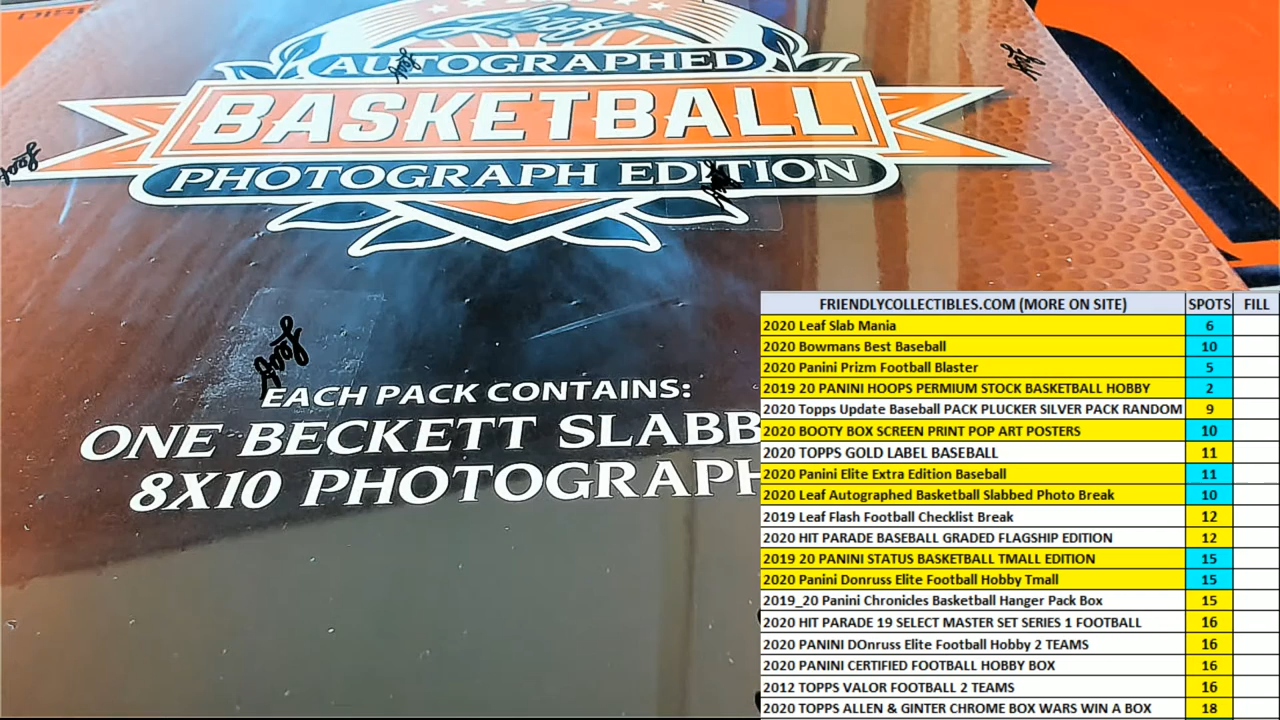 Leaf
AUTOGRAPHED
BASKETBALL
PHOTOGRAPH EDITION
Leaf
Leaf
Leaf
Leaf
Leaf
EACH PACK CONTAINS:
ONE BECKETT SLABB
8X10 PHOTOGRAPH
FRIENDLYCOLLECTIBLES.COM (MORE ON SITE) SPOTS FILL
2020 Leaf Slab Mania 6
2020 Bowmans Best Baseball 10
2020 Panini Prizm Football Blaster 5
2019 20 PANINI HOOPS PERMIUM STOCK BASKETBALL HOBBY 2
2020 Topps Update Baseball PACK PLUCKER SILVER PACK RANDOM 9
2020 BOOTY BOX SCREEN PRINT POP ART POSTERS 10
2020 TOPPS GOLD LABEL BASEBALL 11
2020 Panini Elite Extra Edition Baseball 11
2020 Leaf Autographed Basketball Slabbed Photo Break 10
2019 Leaf Flash Football Checklist Break 12
2020 HIT PARADE BASEBALL GRADED FLAGSHIP EDITION 12
2019 20 PANINI STATUS BASKETBALL TMALL EDITION 15
2020 Panini Donruss Elite Football Hobby Tmall 15
2019_20 Panini Chronicles Basketball Hanger Pack Box 15
2020 HIT PARADE 19 SELECT MASTER SET SERIES 1 FOOTBALL 16
2020 PANINI DOnruss Elite Football Hobby 2 TEAMS 16
2020 PANINI CERTIFIED FOOTBALL HOBBY BOX 16
2012 TOPPS VALOR FOOTBALL 2 TEAMS 16
2020 TOPPS ALLEN & GINTER CHROME BOX WARS WIN A BOX 18